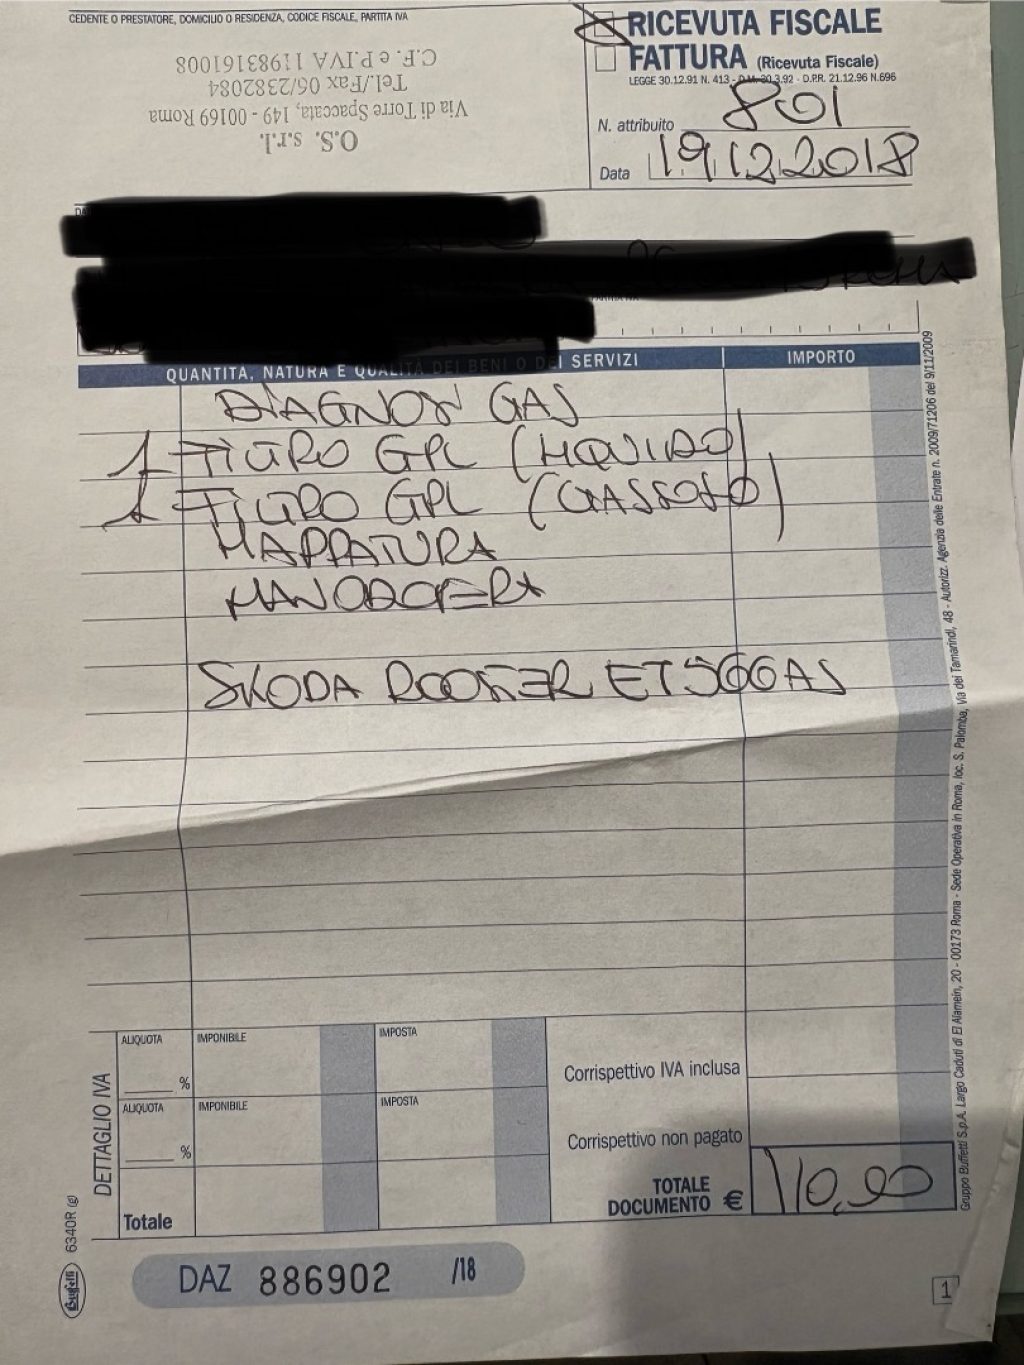 CEDENTE O PRESTATORE, DOMICILIO O RESIDENZA, CODICE FISCALE, PARTITA IVA
O.S. s.r.l.
Via di Torre Spaccata, 149 - 00169 Roma
Tel./Fax 06/2382084
C.F. e P.IVA 11983161008
RICEVUTA FISCALE
FATTURA (Ricevuta Fiscale)
LEGGE 30.12.91 N. 413 - D.M. 30.3.92 - D.P.R. 21.12.96 N.696
N. attribuito 801
Data 19.12.2018
QUANTITÀ, NATURA E QUALITÀ DEI BENI O DEI SERVIZI IMPORTO
DIAGNOSI GAS
1 FILTRO GPL (LIQUIDO)
1 FILTRO GPL (GASSOSO)
MAPPATURA
MANODOPERA
SKODA ET366AS
DETTAGLIO IVA
ALIQUOTA IMPONIBILE IMPOSTA
%
ALIQUOTA IMPONIBILE IMPOSTA
%
Totale
Corrispettivo IVA inclusa
Corrispettivo non pagato
TOTALE
DOCUMENTO € 110,00
DAZ 886902 /18
Buffetti 6340R (g)
1
Gruppo Buffetti S.p.A. Largo Caduti di El Alamein, 20 - 00173 Roma - Sede Operativa in Roma, loc. S. Palomba, Via dei Tamarindi, 48 - Autorizz. Agenzia delle Entrate n. 2009/71206 del 9/11/2009